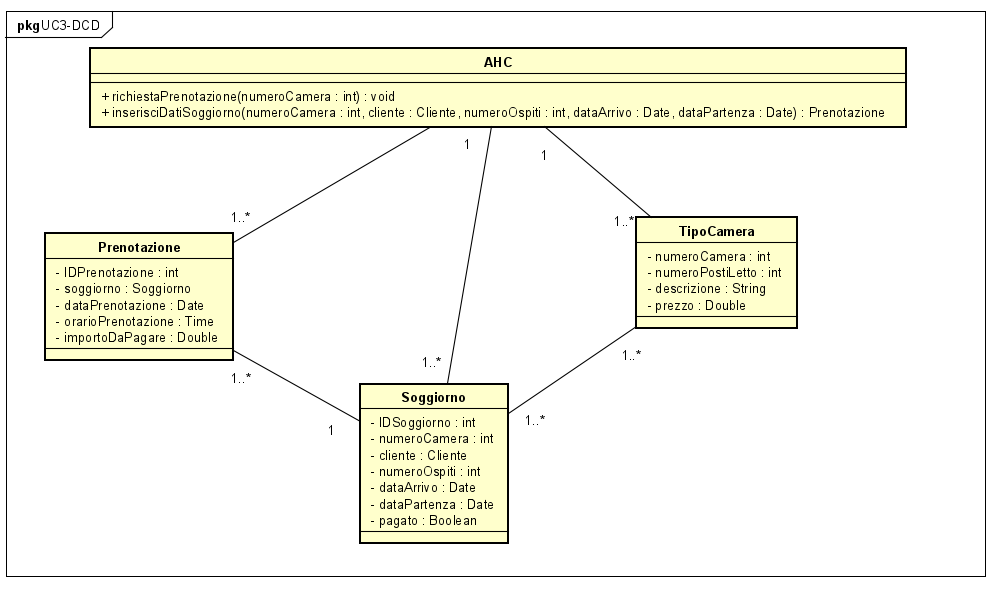 pkg UC3-DCD
AHC
+ richiestaPrenotazione(numeroCamera : int) : void
+ inserisciDatiSoggiorno(numeroCamera : int, cliente : Cliente, numeroOspiti : int, dataArrivo : Date, dataPartenza : Date) : Prenotazione
1
1
1..*
1..*
Prenotazione
- IDPrenotazione : int
- soggiorno : Soggiorno
- dataPrenotazione : Date
- orarioPrenotazione : Time
- importoDaPagare : Double
TipoCamera
- numeroCamera : int
- numeroPostiLetto : int
- descrizione : String
- prezzo : Double
1..*
1..*
1..*
1
1..*
Soggiorno
- IDSoggiorno : int
- numeroCamera : int
- cliente : Cliente
- numeroOspiti : int
- dataArrivo : Date
- dataPartenza : Date
- pagato : Boolean